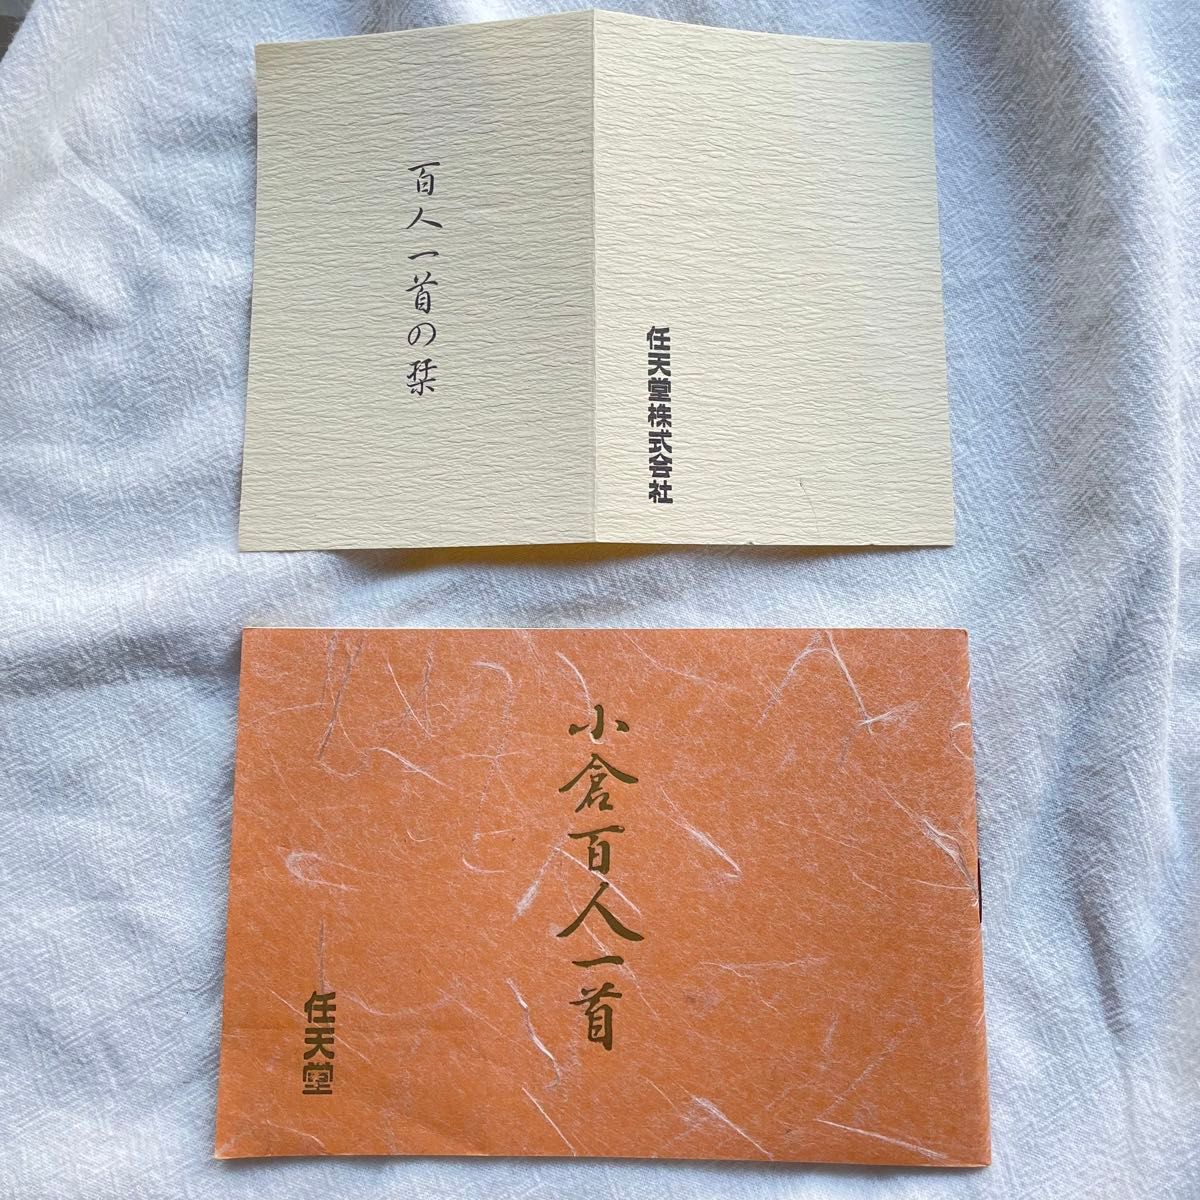 百人一首の栞
任天堂株式会社
小倉百人一首
任天堂